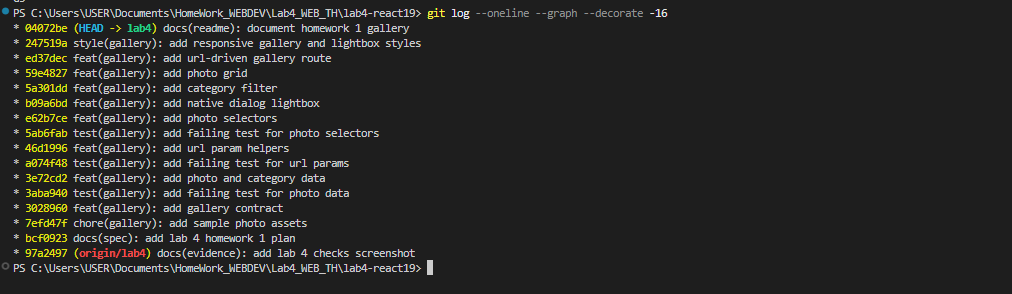 PS C:\Users\USER\Documents\HomeWork_WEBDEV\Lab4_WEB_TH\lab4-react19> git log --oneline --graph --decorate -16
* 04072be (HEAD -> lab4) docs(readme): document homework 1 gallery
* 247519a style(gallery): add responsive gallery and lightbox styles
* ed37dec feat(gallery): add url-driven gallery route
* 59e4827 feat(gallery): add photo grid
* 5a301dd feat(gallery): add category filter
* b09a6bd feat(gallery): add native dialog lightbox
* e62b7ce feat(gallery): add photo selectors
* 5ab6fab test(gallery): add failing test for photo selectors
* 46d1996 feat(gallery): add url param helpers
* a074f48 test(gallery): add failing test for url params
* 3e72cd2 feat(gallery): add photo and category data
* 3aba940 test(gallery): add failing test for photo data
* 3028960 feat(gallery): add gallery contract
* 7efd47f chore(gallery): add sample photo assets
* bcf0923 docs(spec): add lab 4 homework 1 plan
* 97a2497 (origin/lab4) docs(evidence): add lab 4 checks screenshot
PS C:\Users\USER\Documents\HomeWork_WEBDEV\Lab4_WEB_TH\lab4-react19>